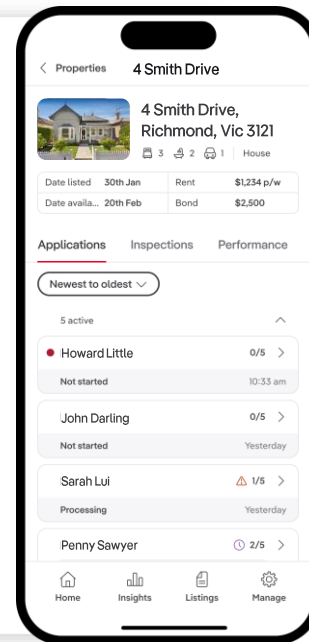 Properties 4 Smith Drive
4 Smith Drive,
Richmond, Vic 3121
3 2 1 House
Date listed 30th Jan Rent $1,234 p/w
Date availa... 20th Feb Bond $2,500
Applications Inspections Performance
Newest to oldest
5 active
Howard Little 0/5
Not started 10:33 am
John Darling 0/5
Not started Yesterday
Sarah Lui 1/5
Processing Yesterday
Penny Sawyer 2/5
Home Insights Listings Manage